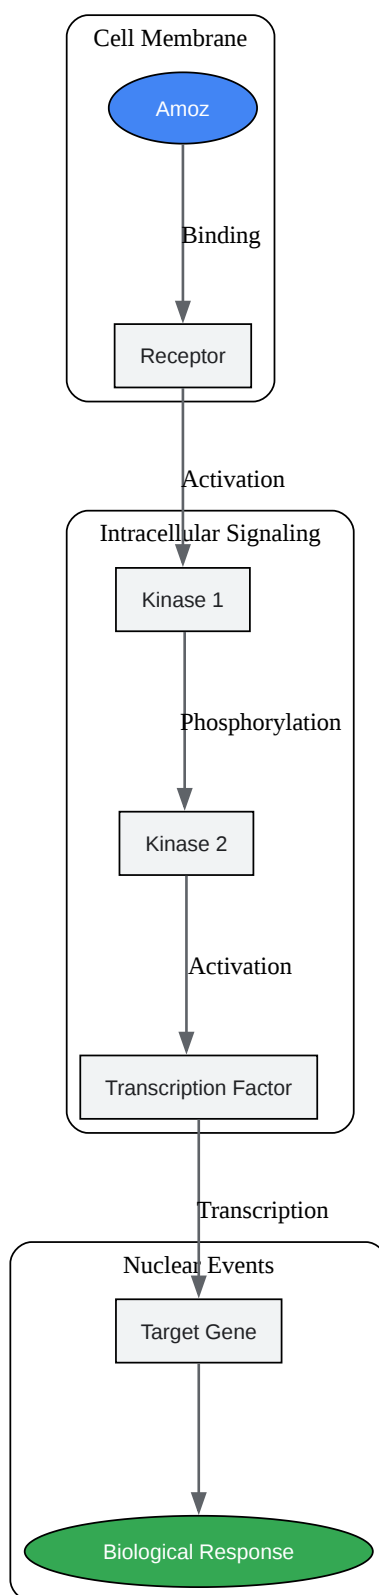 Cell Membrane
Amoz
Binding
Receptor
Activation
Intracellular Signaling
Kinase 1
Phosphorylation
Kinase 2
Activation
Transcription Factor
Transcription
Nuclear Events
Target Gene
Biological Response